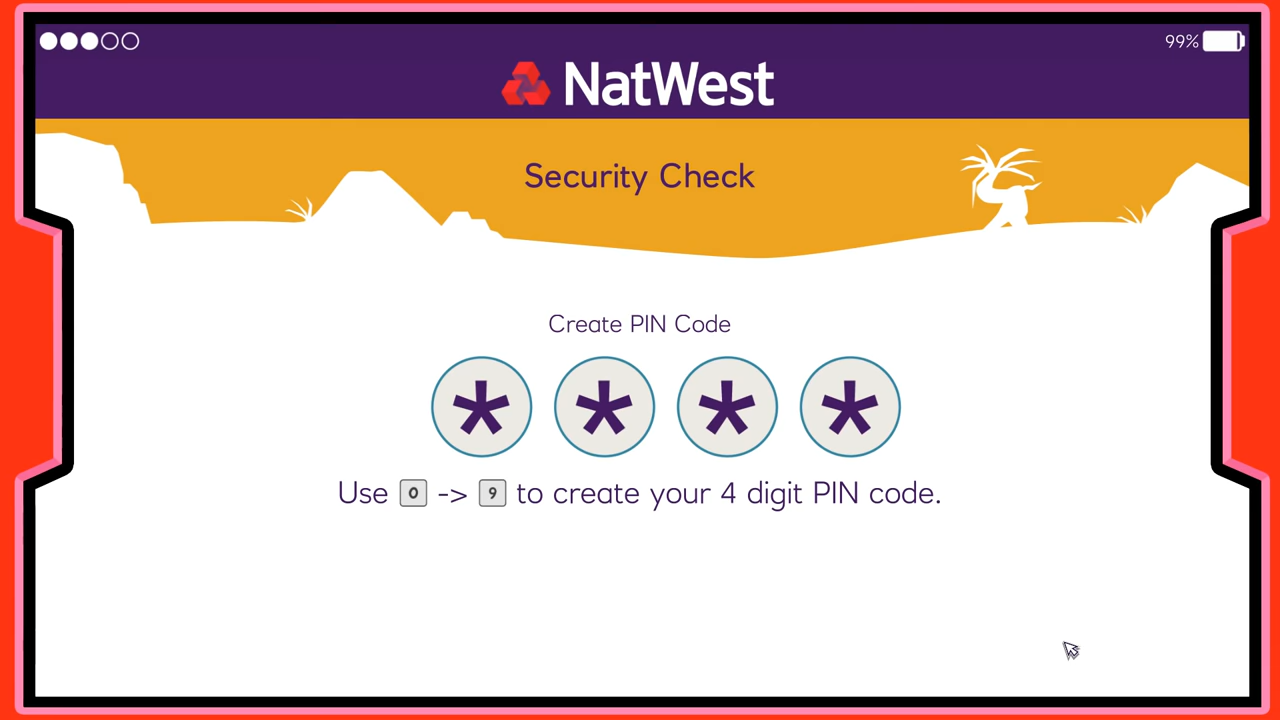 99%
NatWest
Security Check
Create PIN Code
* * * *
Use 0 -> 9 to create your 4 digit PIN code.